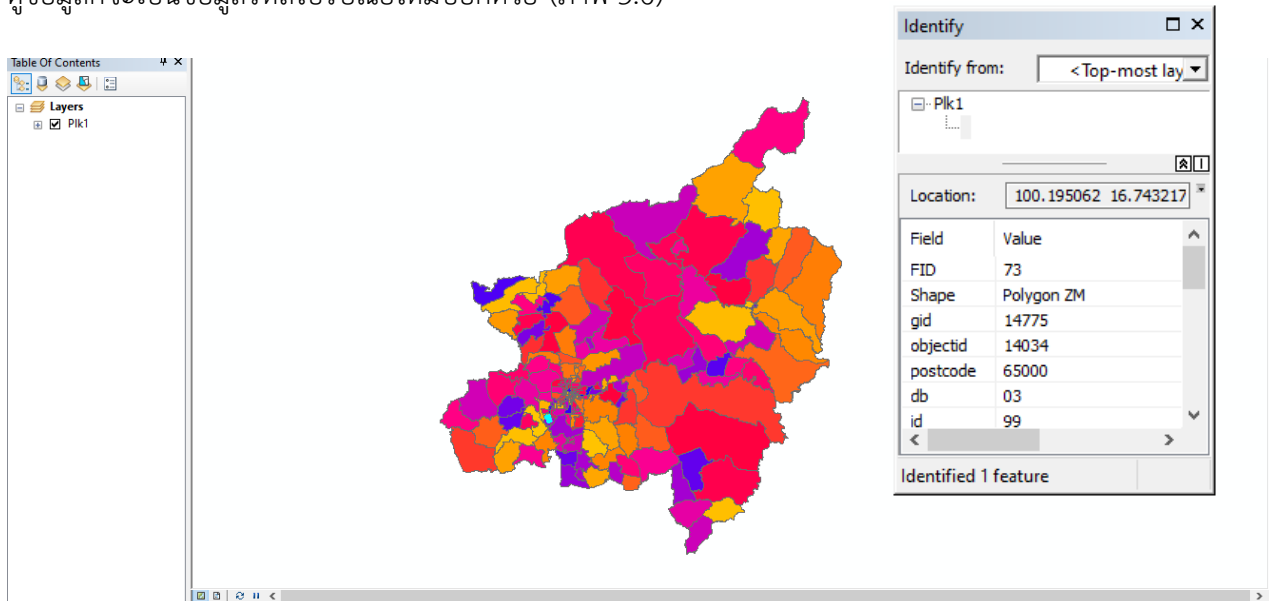 Table Of Contents
Layers
Plk1
Identify
Identify from:
<Top-most lay
Plk1
Location:
100.195062 16.743217
Field Value
FID 73
Shape Polygon ZM
gid 14775
objectid 14034
postcode 65000
db 03
id 99
Identified 1 feature